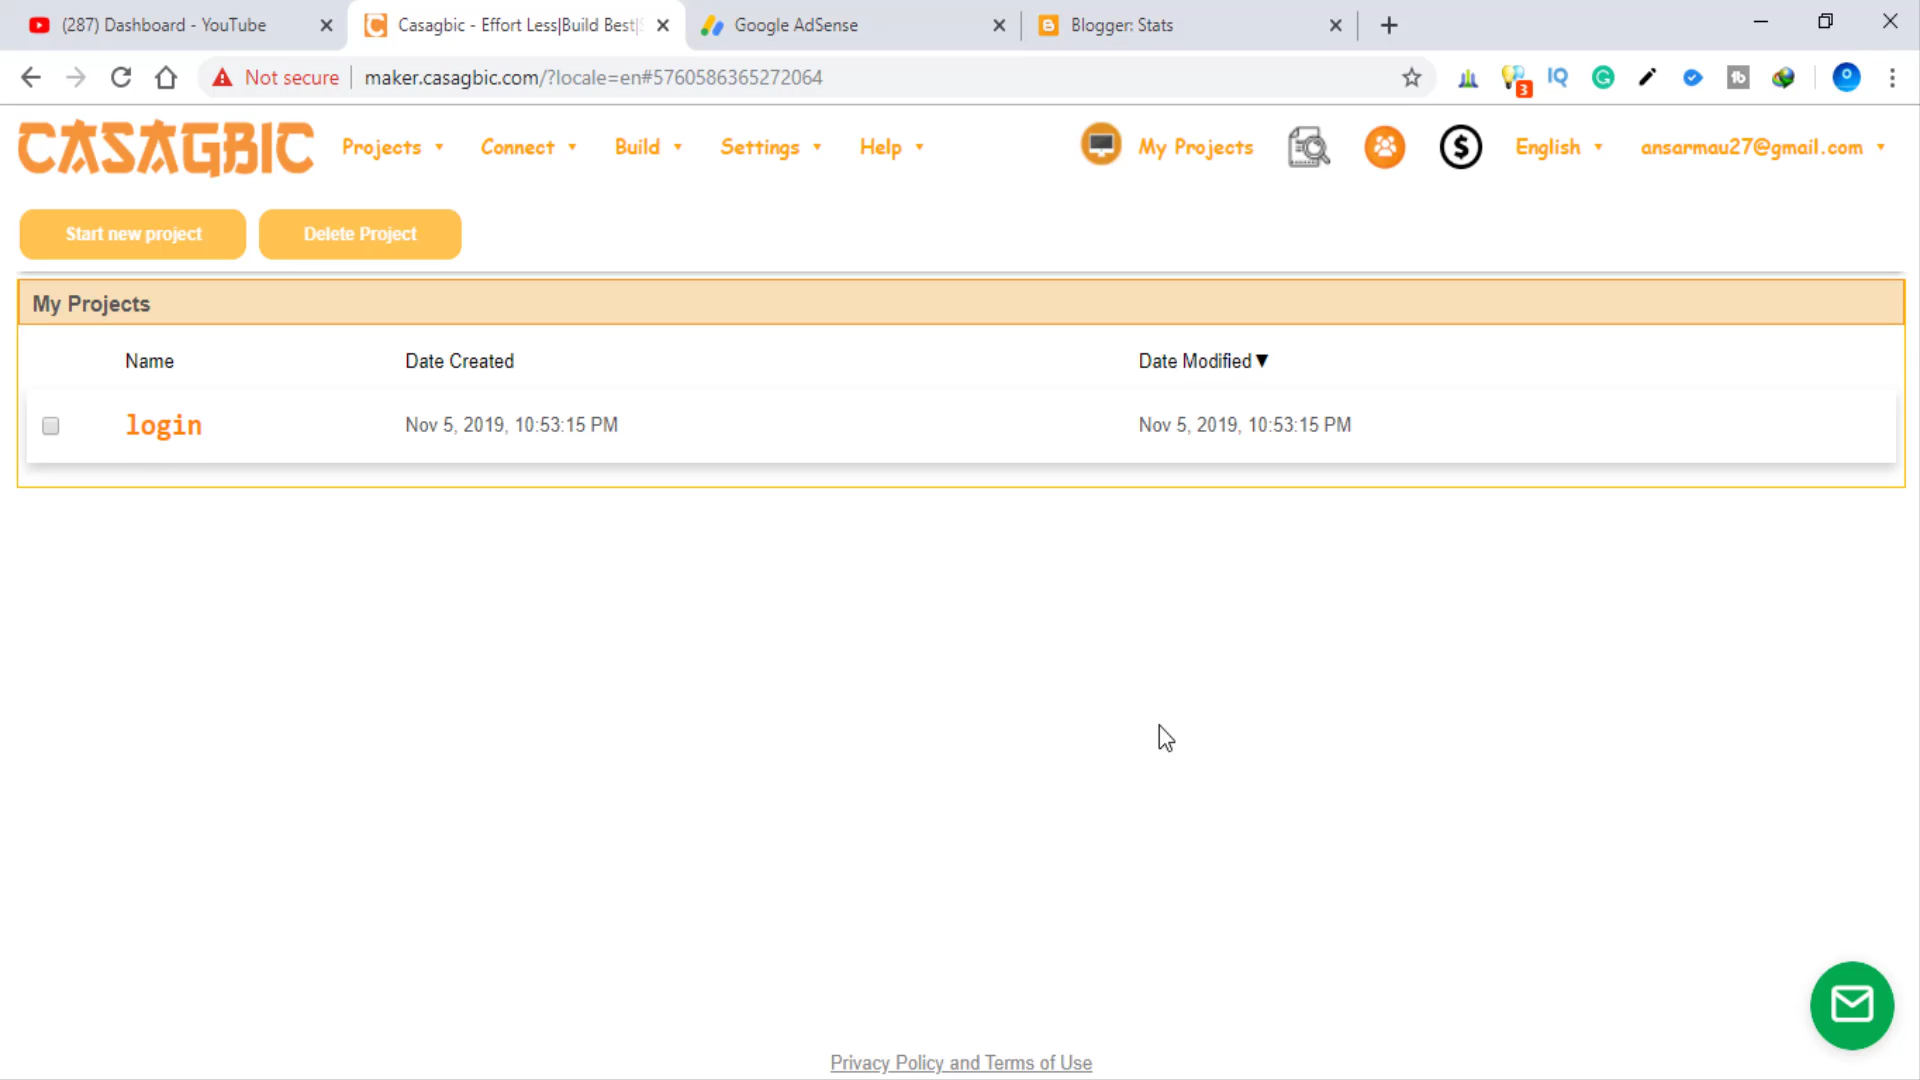 (287) Dashboard - YouTube
Casagbic - Effort Less|Build Best|
Google AdSense
Blogger: Stats
Not secure
maker.casagbic.com/?locale=en#5760586365272064
3
IQ
CASAGBIC
Projects
Connect
Build
Settings
Help
My Projects
$
English
ansarmau27@gmail.com
Start new project
Delete Project
My Projects
Name
Date Created
Date Modified▼
login
Nov 5, 2019, 10:53:15 PM
Nov 5, 2019, 10:53:15 PM
Privacy Policy and Terms of Use